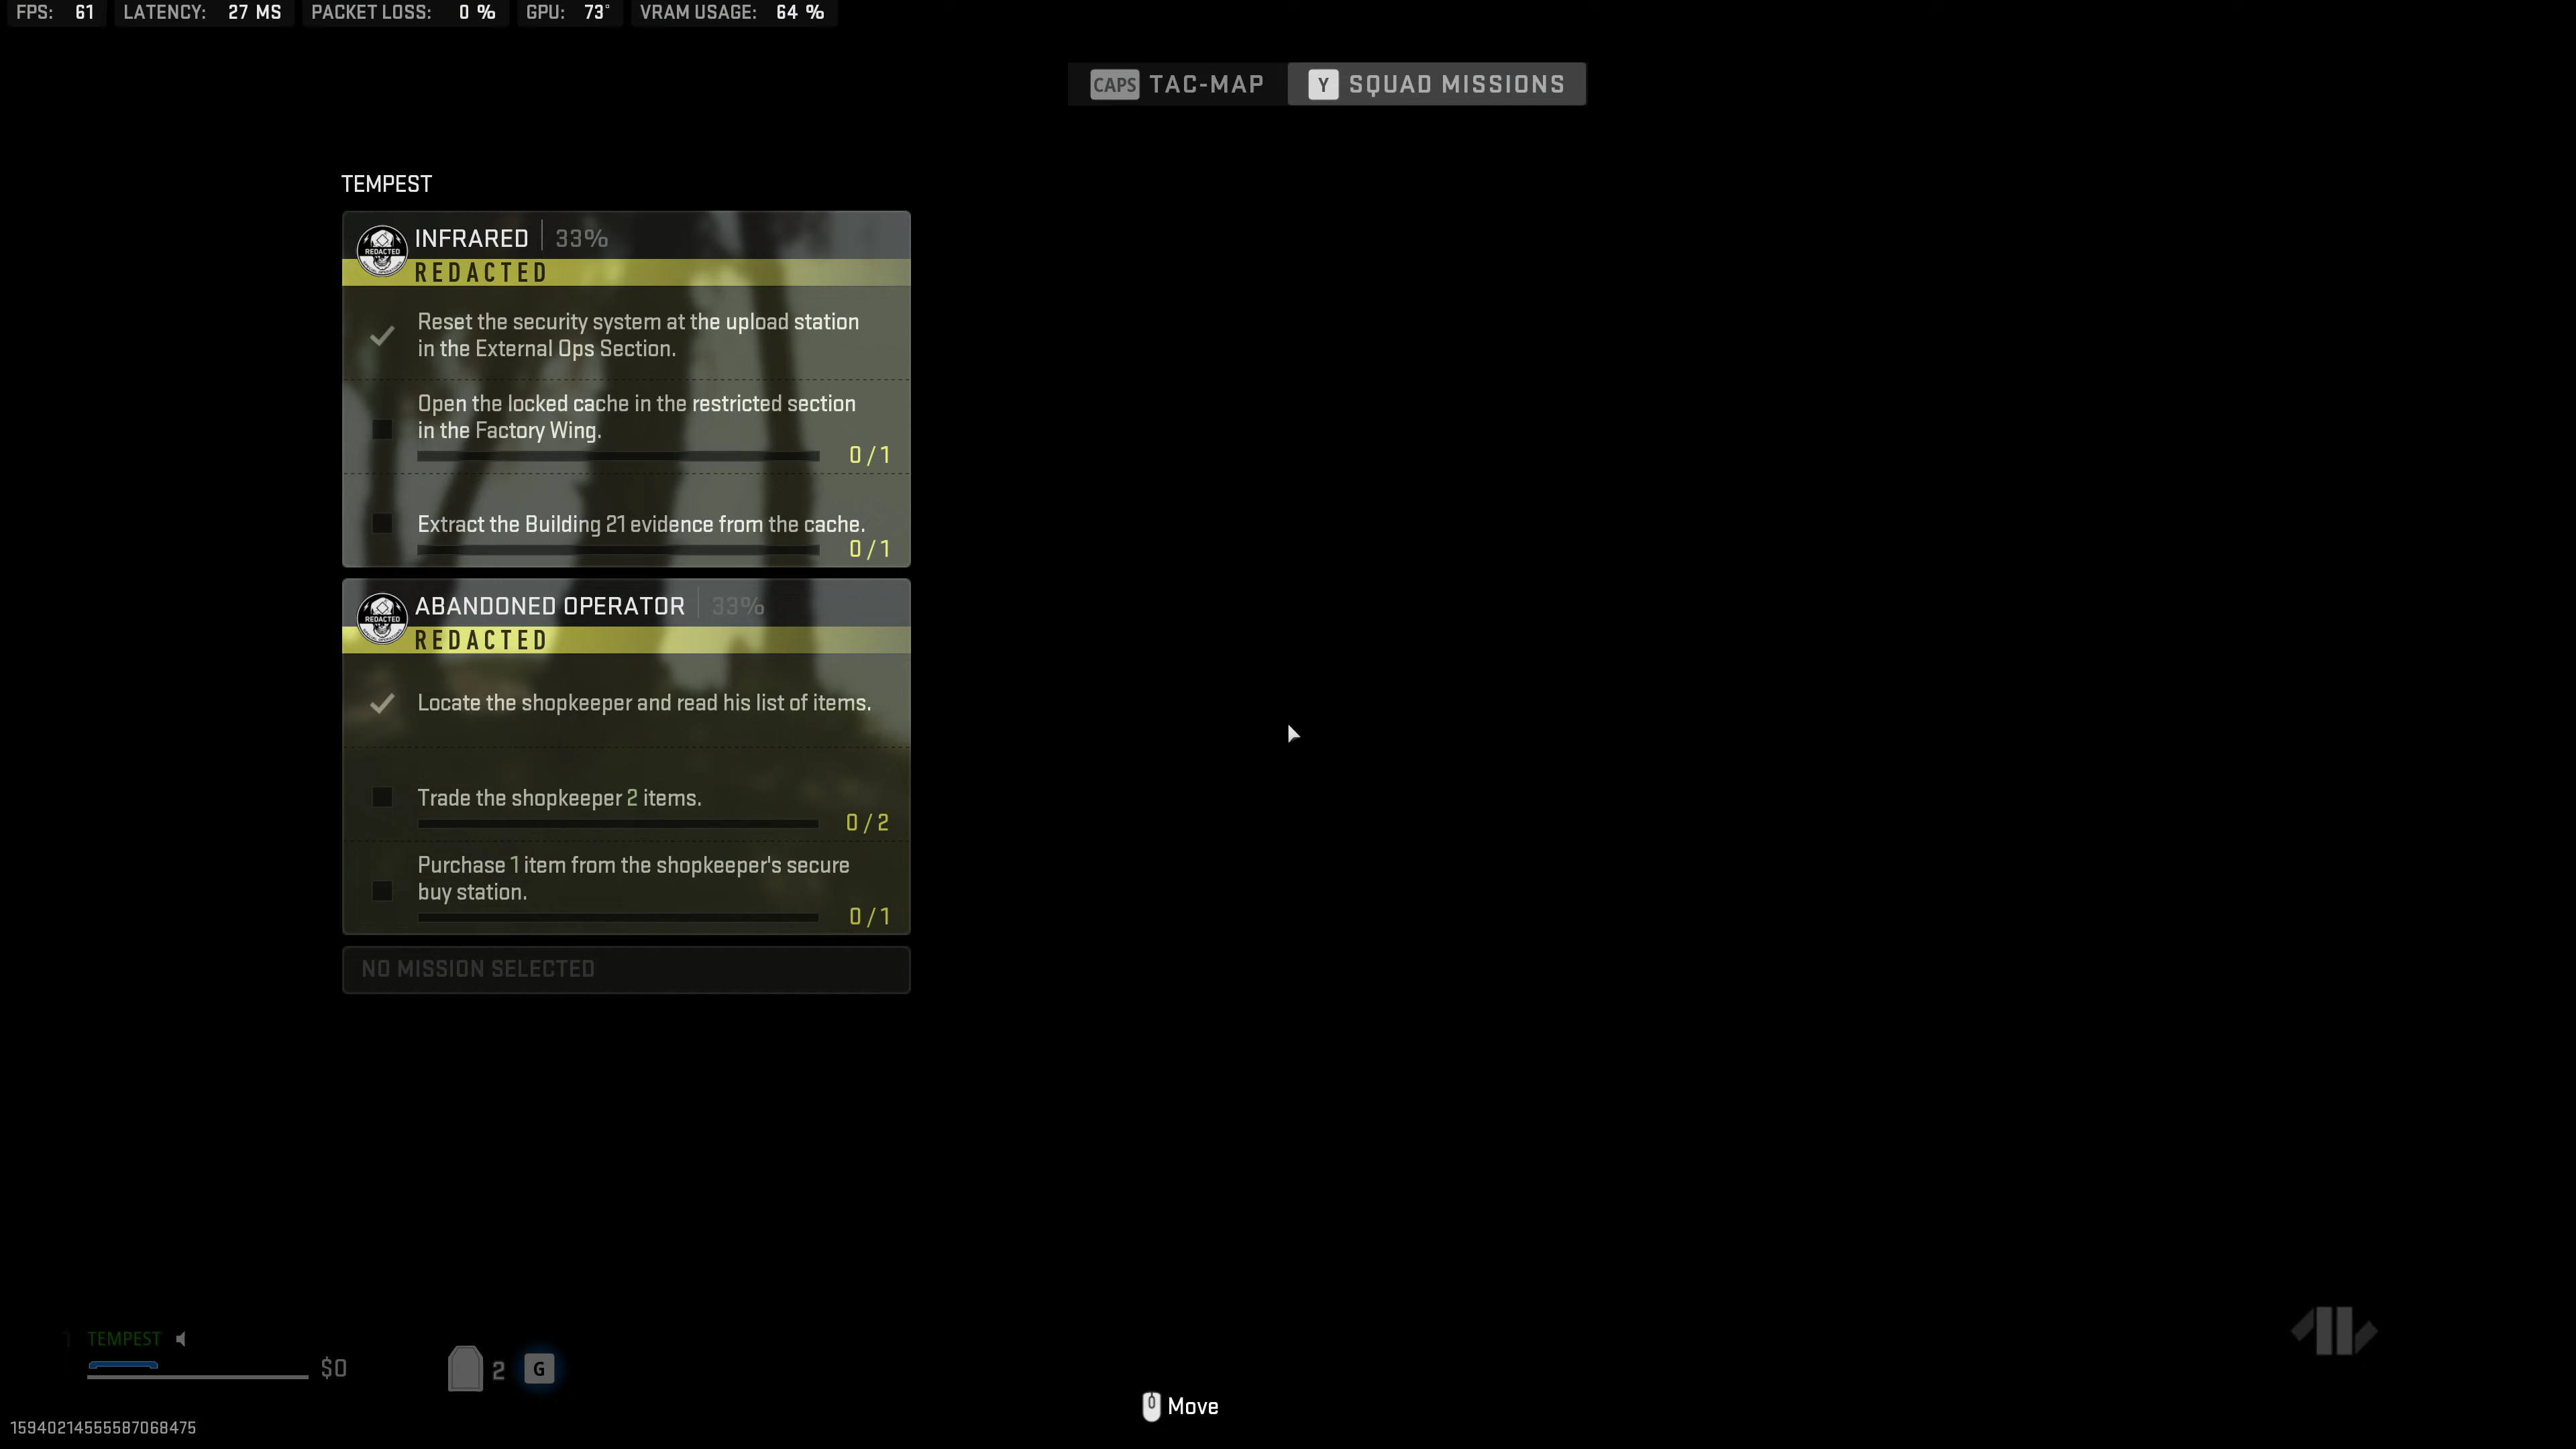 FPS: 61 LATENCY: 27 MS PACKET LOSS: 0 % GPU: 73° VRAM USAGE: 64 %
CAPS TAC-MAP Y SQUAD MISSIONS
TEMPEST
INFRARED 33%
REDACTED
REDACTED
Reset the security system at the upload station
in the External Ops Section.
Open the locked cache in the restricted section
in the Factory Wing.
0 / 1
Extract the Building 21 evidence from the cache.
0 / 1
ABANDONED OPERATOR 33%
REDACTED
REDACTED
Locate the shopkeeper and read his list of items.
Trade the shopkeeper 2 items.
0 / 2
Purchase 1 item from the shopkeeper's secure
buy station.
0 / 1
NO MISSION SELECTED
1 TEMPEST
$0 2 G
Move
15940214555587068475